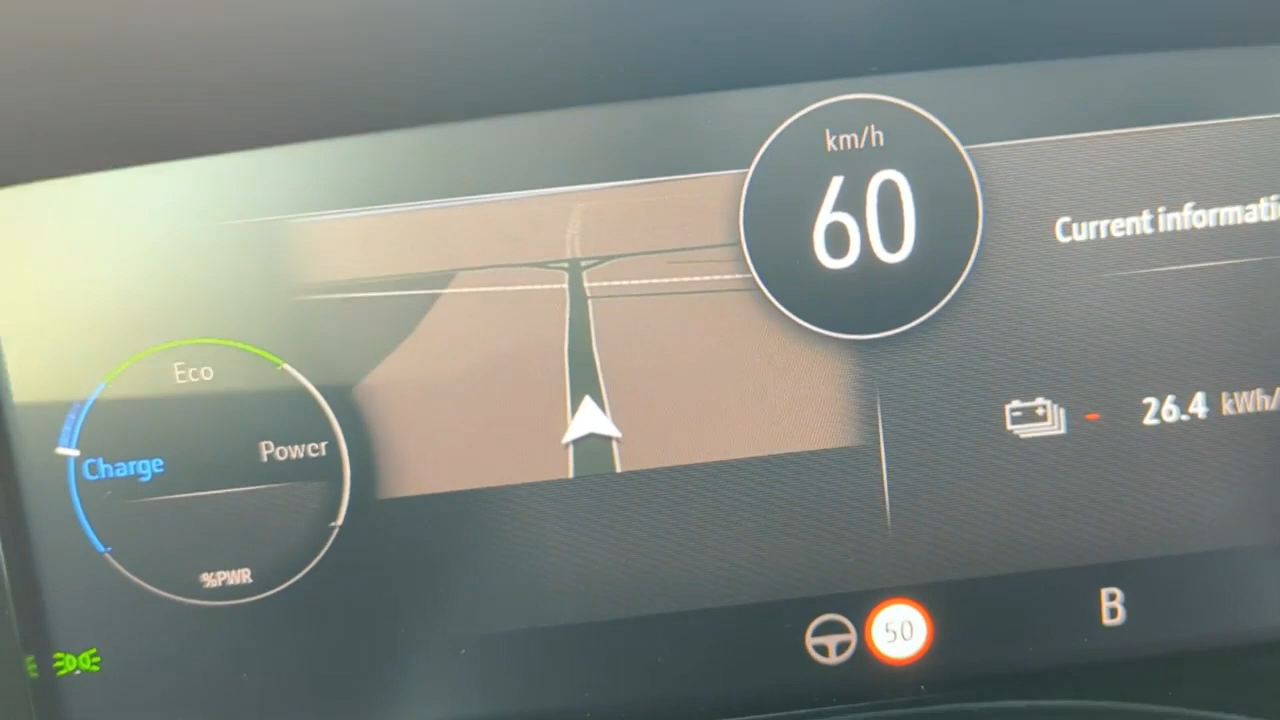 km/h
60
Current informati
Eco
Power
Charge
%PWR
- 26.4 kWh/
50
B